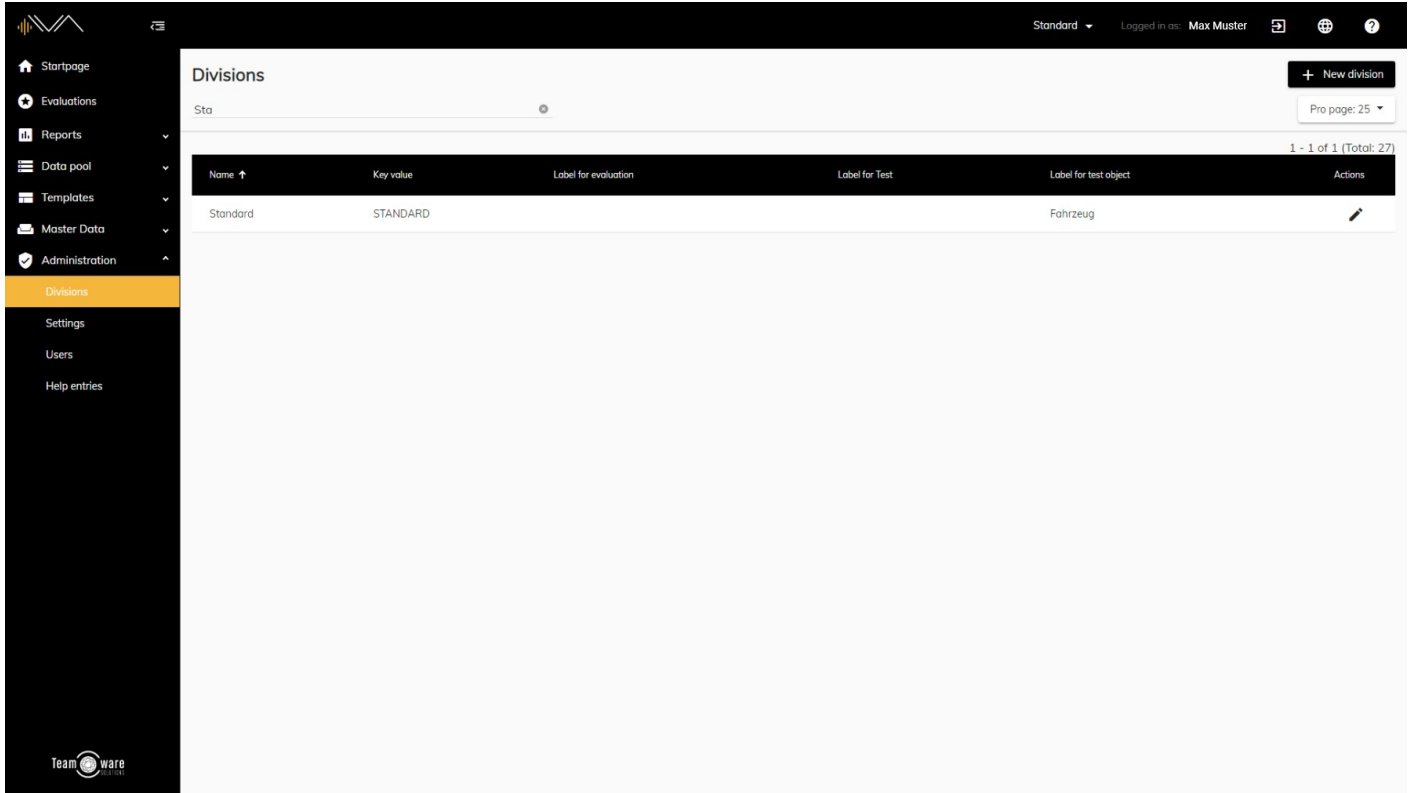 Standard Logged in as: Max Muster
Startpage
Evaluations
Reports
Data pool
Templates
Master Data
Administration
Divisions
Settings
Users
Help entries
Team ware
SOLUTIONS
Divisions
+ New division
Sta
Pro page: 25
1 - 1 of 1 (Total: 27)
Name ↑ Key value Label for evaluation Label for Test Label for test object Actions
Standard STANDARD Fahrzeug